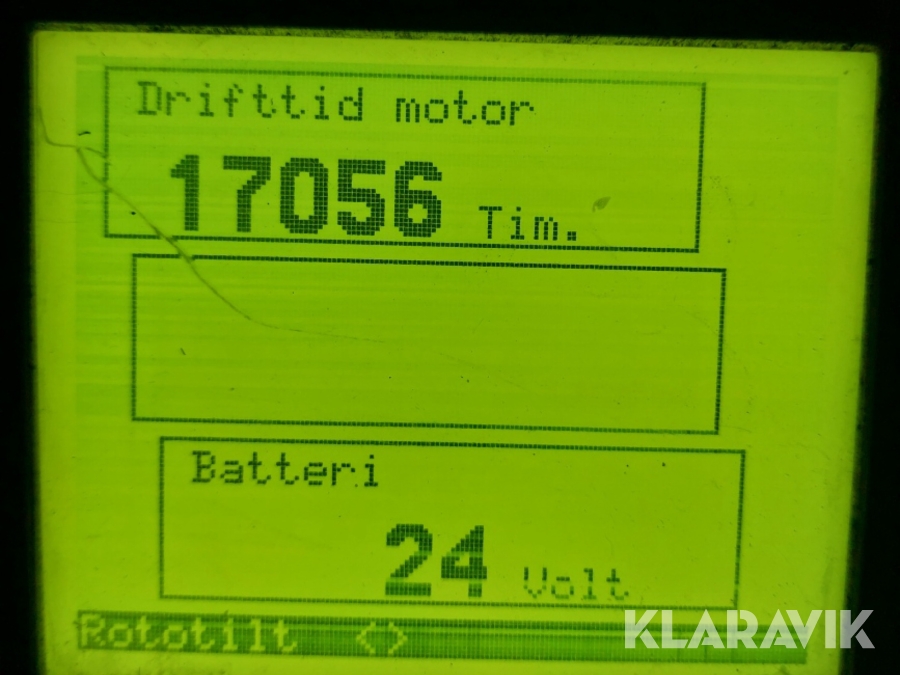 Drifttid motor
17056 Tim.
Batteri
24 Volt
Rototilt <>
KLARAVIK